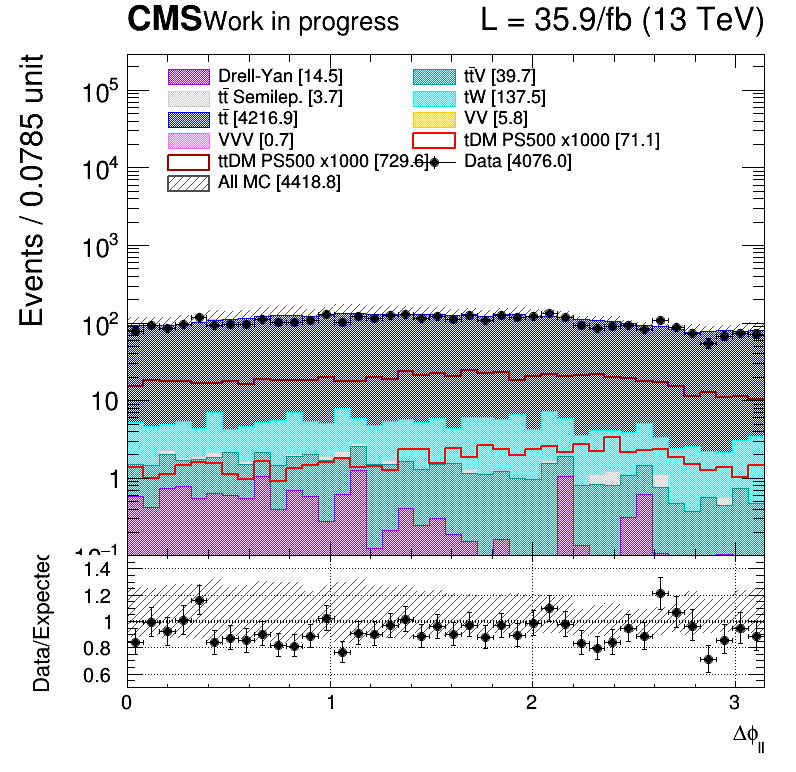 CMS Work in progress L = 35.9/fb (13 TeV)
Events / 0.0785 unit
Drell-Yan [14.5] tt̄V [39.7]
tt̄ Semilep. [3.7] tW [137.5]
tt̄ [4216.9] VV [5.8]
VVV [0.7] tDM PS500 x1000 [71.1]
ttDM PS500 x1000 [729.6] Data [4076.0]
All MC [4418.8]
10⁵
10⁴
10³
10²
10
1
10⁻¹
Data/Expected
1.4
1.2
1
0.8
0.6
0 1 2 3
Δϕ_ll